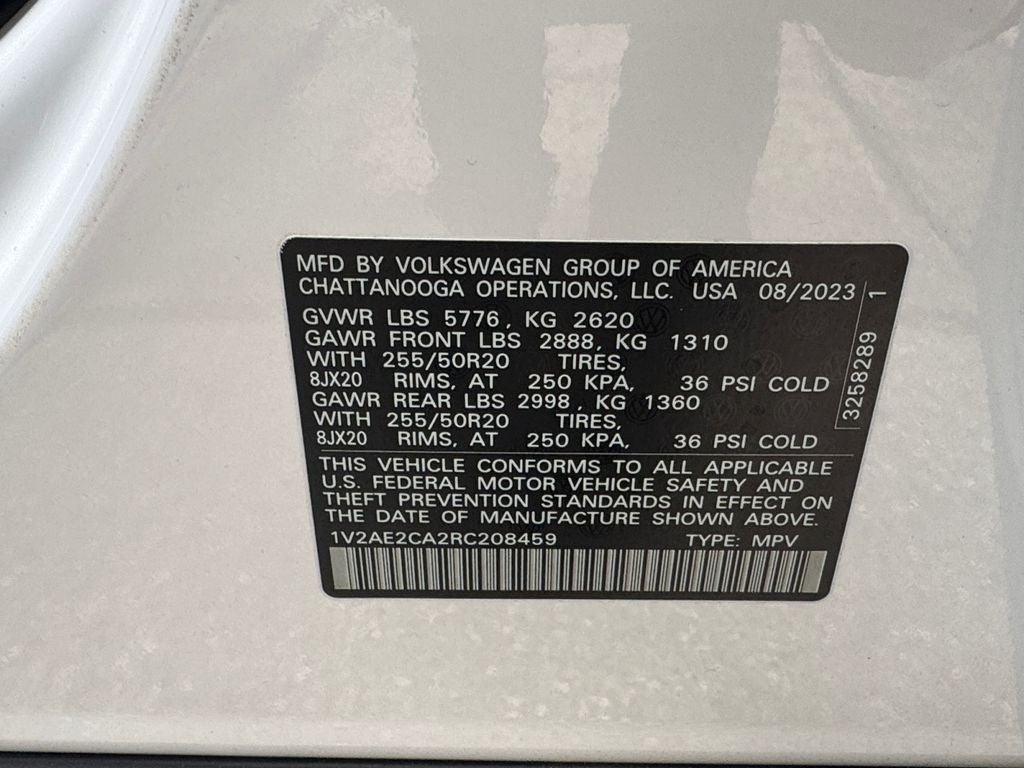 MFD BY VOLKSWAGEN GROUP OF AMERICA
CHATTANOOGA OPERATIONS, LLC. USA 08/2023
GVWR LBS 5776, KG 2620
GAWR FRONT LBS 2888, KG 1310
WITH 255/50R20 TIRES,
8JX20 RIMS, AT 250 KPA, 36 PSI COLD
GAWR REAR LBS 2998, KG 1360
WITH 255/50R20 TIRES,
8JX20 RIMS, AT 250 KPA, 36 PSI COLD
3258289 1
THIS VEHICLE CONFORMS TO ALL APPLICABLE
U.S. FEDERAL MOTOR VEHICLE SAFETY AND
THEFT PREVENTION STANDARDS IN EFFECT ON
THE DATE OF MANUFACTURE SHOWN ABOVE.
1V2AE2CA2RC208459 TYPE: MPV